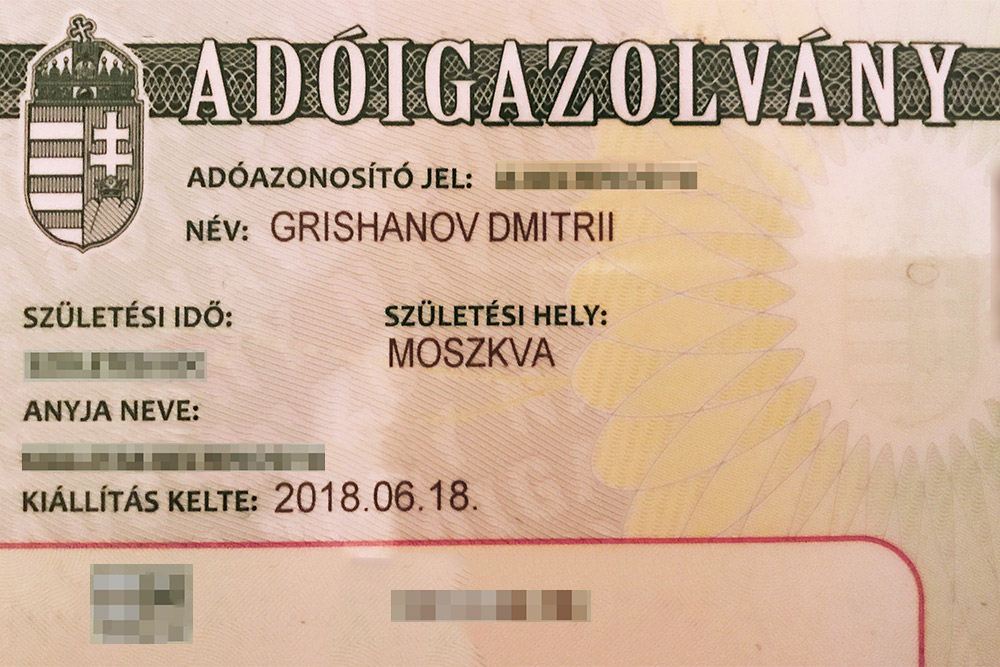 ADÓIGAZOLVÁNY
ADÓAZONOSÍTÓ JEL:
NÉV: GRISHANOV DMITRII
SZÜLETÉSI IDŐ:
SZÜLETÉSI HELY:
MOSZKVA
ANYJA NEVE:
KIÁLLÍTÁS KELTE: 2018.06.18.